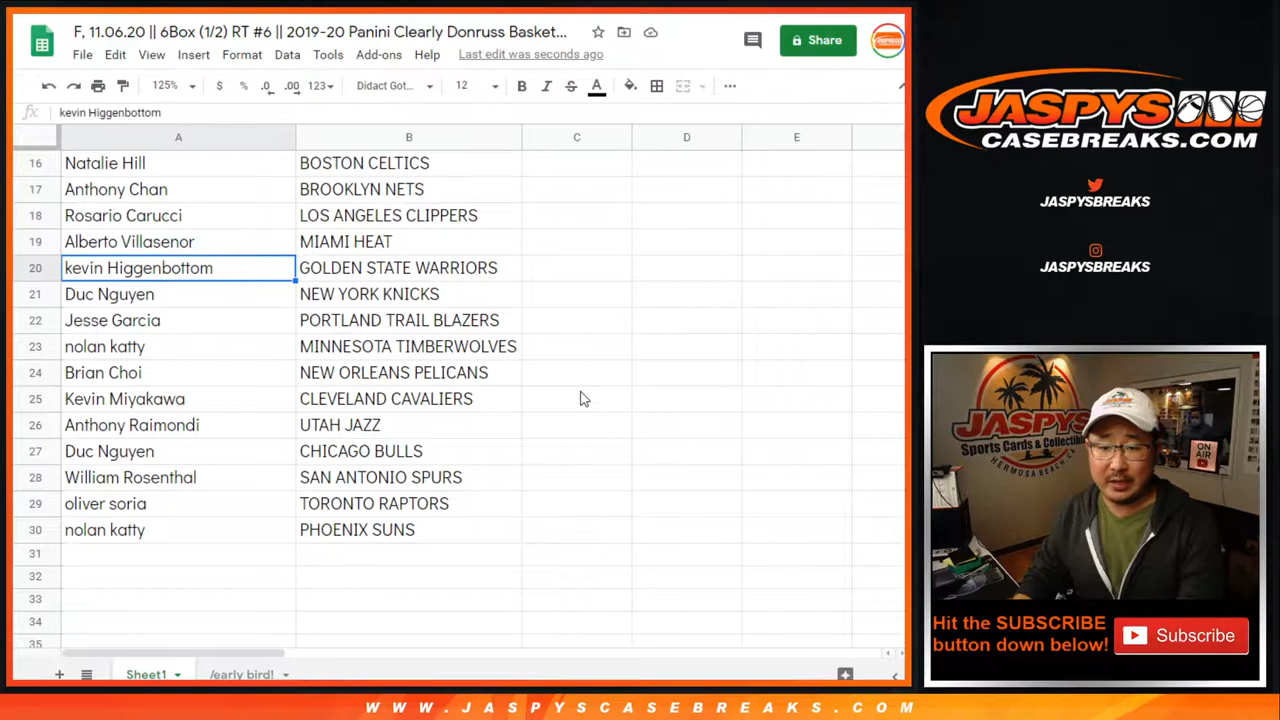 F, 11.06.20 || 6Box (1/2) RT #6 || 2019-20 Panini Clearly Donruss Basket...
Share
File Edit View Insert Format Data Tools Add-ons Help Last edit was seconds ago
125% $ % .0 .00 123 Didact Got... 12 B I S A
fx kevin Higgenbottom
A B C D E
16 Natalie Hill BOSTON CELTICS
17 Anthony Chan BROOKLYN NETS
18 Rosario Carucci LOS ANGELES CLIPPERS
19 Alberto Villasenor MIAMI HEAT
20 kevin Higgenbottom GOLDEN STATE WARRIORS
21 Duc Nguyen NEW YORK KNICKS
22 Jesse Garcia PORTLAND TRAIL BLAZERS
23 nolan katty MINNESOTA TIMBERWOLVES
24 Brian Choi NEW ORLEANS PELICANS
25 Kevin Miyakawa CLEVELAND CAVALIERS
26 Anthony Raimondi UTAH JAZZ
27 Duc Nguyen CHICAGO BULLS
28 William Rosenthal SAN ANTONIO SPURS
29 oliver soria TORONTO RAPTORS
30 nolan katty PHOENIX SUNS
31
32
33
34
35
Sheet1 /early bird!
JASPYS
CASEBREAKS.COM
JASPYSBREAKS
JASPYSBREAKS
JASPYS
Sports Cards & Collectibl
HERMOSA BEACH, CA
ON AIR
Hit the SUBSCRIBE
button down below!
Subscribe
WWW.JASPYSCASEBREAKS.COM